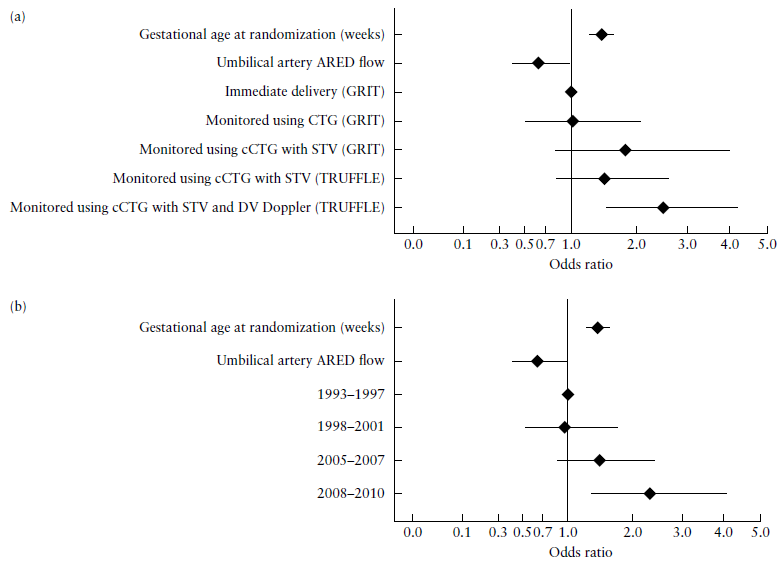 (a)
Gestational age at randomization (weeks)
Umbilical artery ARED flow
Immediate delivery (GRIT)
Monitored using CTG (GRIT)
Monitored using cCTG with STV (GRIT)
Monitored using cCTG with STV (TRUFFLE)
Monitored using cCTG with STV and DV Doppler (TRUFFLE)
0.0 0.1 0.3 0.5 0.7 1.0 2.0 3.0 4.0 5.0
Odds ratio
(b)
Gestational age at randomization (weeks)
Umbilical artery ARED flow
1993–1997
1998–2001
2005–2007
2008–2010
0.0 0.1 0.3 0.5 0.7 1.0 2.0 3.0 4.0 5.0
Odds ratio